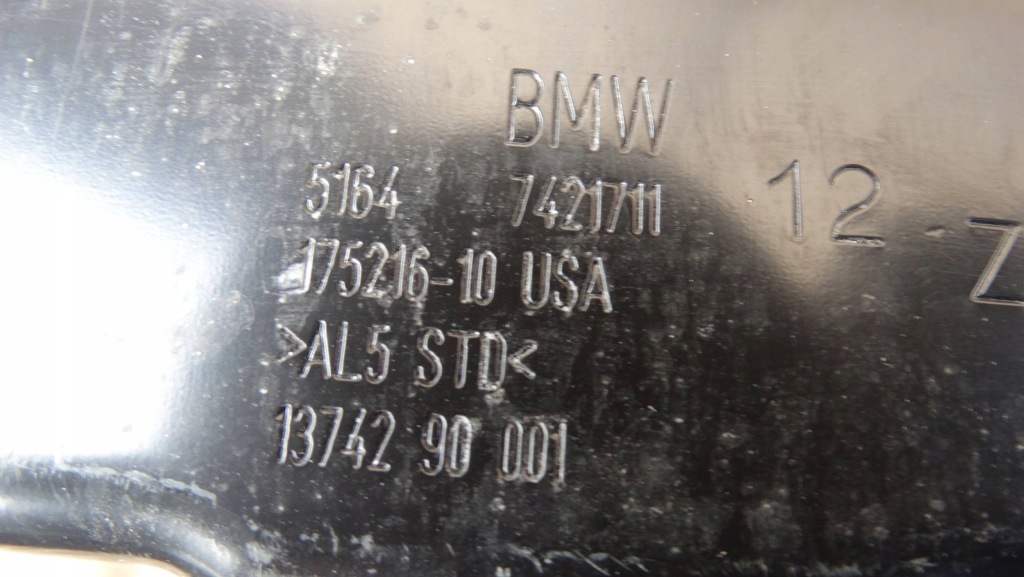 BMW
5164 7421711
12
Z
175216-10 USA
>AL5 STD<
13742 90 001